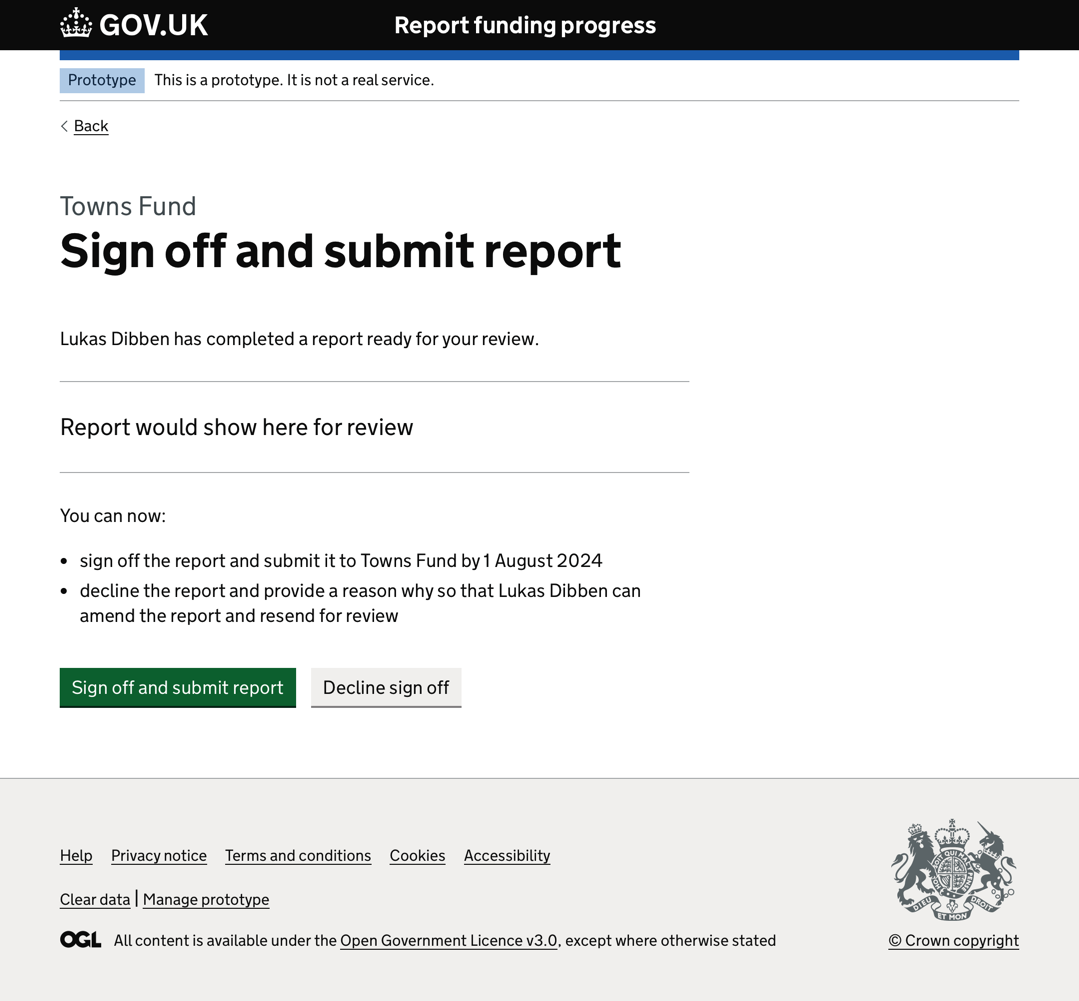 GOV.UK
Report funding progress
Prototype This is a prototype. It is not a real service.
Back
Towns Fund
Sign off and submit report
Lukas Dibben has completed a report ready for your review.
Report would show here for review
You can now:
• sign off the report and submit it to Towns Fund by 1 August 2024
• decline the report and provide a reason why so that Lukas Dibben can
amend the report and resend for review
Sign off and submit report
Decline sign off
Help Privacy notice Terms and conditions Cookies Accessibility
Clear data | Manage prototype
DIEU ET MON DROIT
OGL All content is available under the Open Government Licence v3.0, except where otherwise stated
© Crown copyright